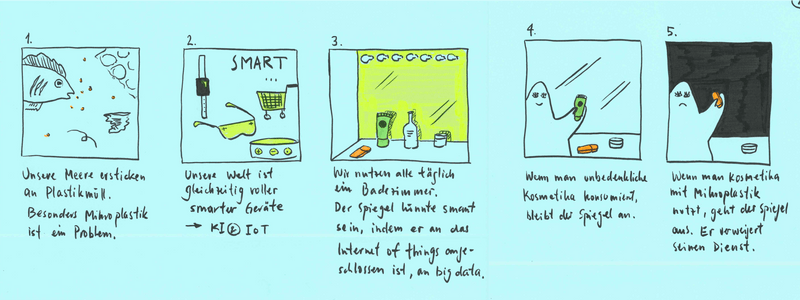 1.
Unsere Meere ersticken
an Plastikmüll.
Besonders Mikroplastik
ist ein Problem.
2.
SMART
...
Unsere Welt ist
gleichzeitig voller
smarter Geräte
→ KI & IoT
3.
Wir nutzen alle täglich
ein Badezimmer.
Der Spiegel könnte smart
sein, indem er an das
Internet of things ange-
schlossen ist, an big data.
4.
Wenn man unbedenkliche
Kosmetika konsumiert,
bleibt der Spiegel an.
5.
Wenn man Kosmetika
mit Mikroplastik
nutzt, geht der Spiegel
aus. Er verweigert
seinen Dienst.